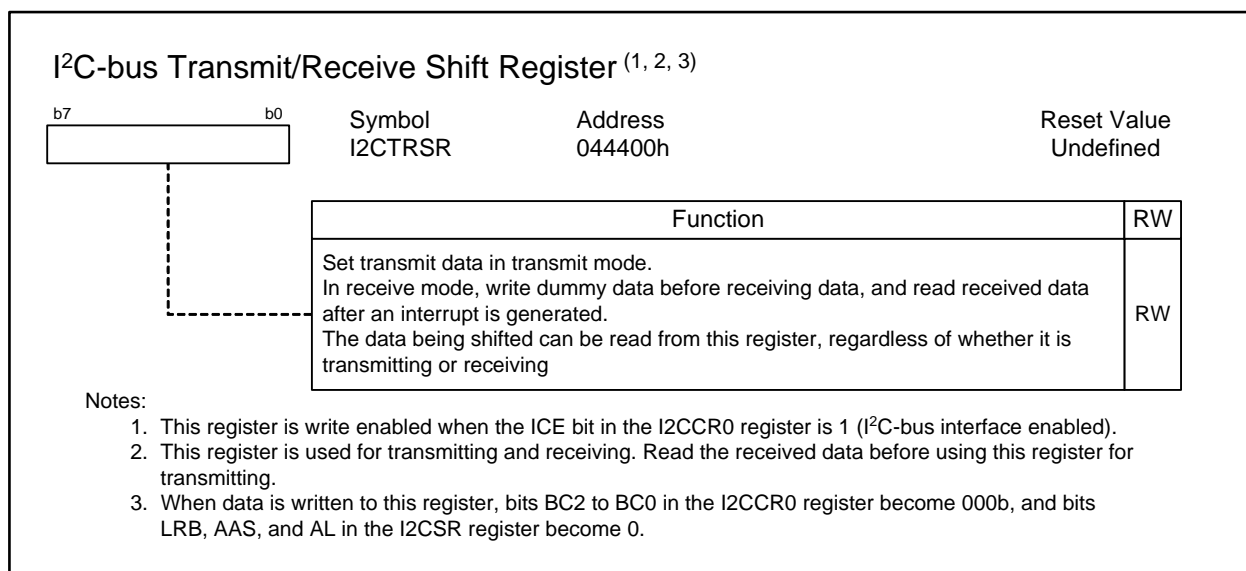 I²C-bus Transmit/Receive Shift Register (1, 2, 3)
b7 b0
Symbol Address Reset Value
I2CTRSR 044400h Undefined
Function RW
Set transmit data in transmit mode.
In receive mode, write dummy data before receiving data, and read received data
after an interrupt is generated.
RW
The data being shifted can be read from this register, regardless of whether it is
transmitting or receiving
Notes:
1. This register is write enabled when the ICE bit in the I2CCR0 register is 1 (I²C-bus interface enabled).
2. This register is used for transmitting and receiving. Read the received data before using this register for
transmitting.
3. When data is written to this register, bits BC2 to BC0 in the I2CCR0 register become 000b, and bits
LRB, AAS, and AL in the I2CSR register become 0.